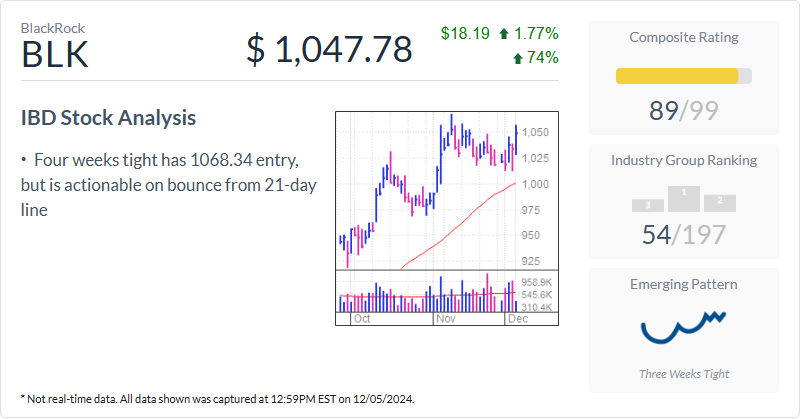 BlackRock
BLK
$ 1,047.78
$18.19 1.77%
74%
IBD Stock Analysis
• Four weeks tight has 1068.34 entry,
but is actionable on bounce from 21-day
line
1,050
1,025
1,000
975
950
925
958.9K
545.6K
310.4K
Oct
Nov
Dec
Composite Rating
89/99
Industry Group Ranking
3
1
2
54/197
Emerging Pattern
Three Weeks Tight
* Not real-time data. All data shown was captured at 12:59PM EST on 12/05/2024.